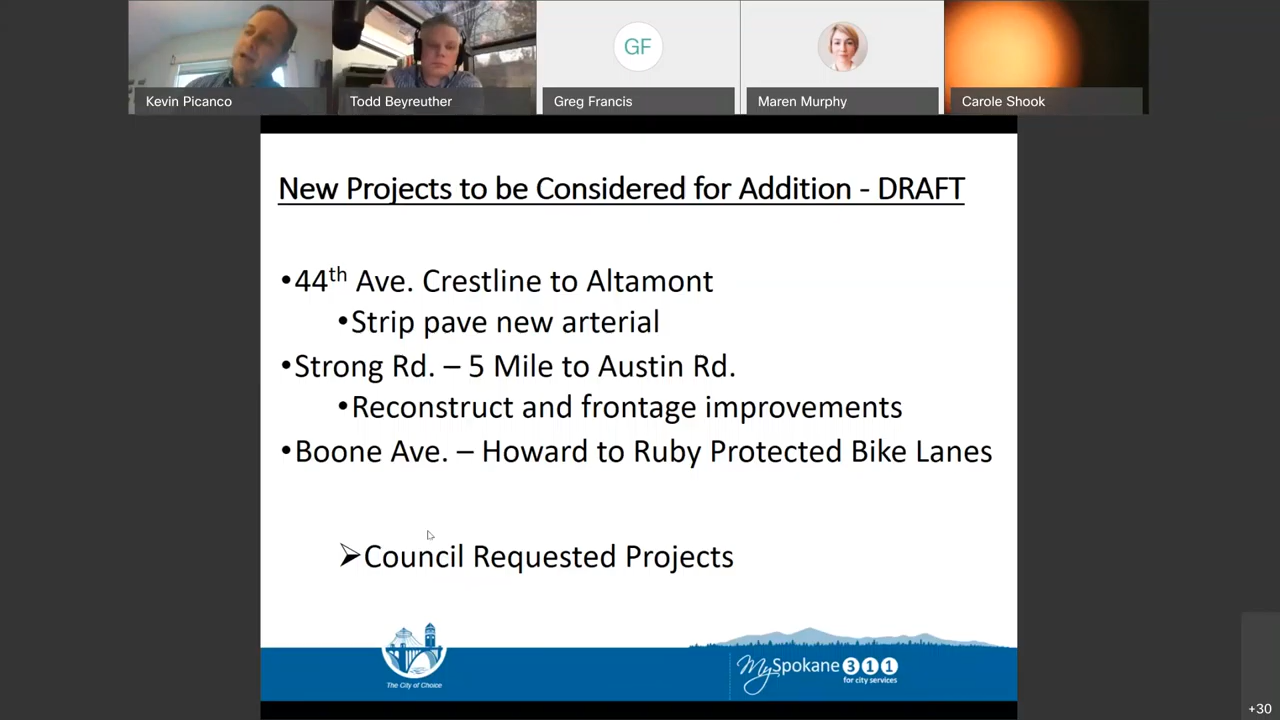 GF
Kevin Picanco
Todd Beyreuther
Greg Francis
Maren Murphy
Carole Shook
New Projects to be Considered for Addition - DRAFT
•44th Ave. Crestline to Altamont
•Strip pave new arterial
•Strong Rd. – 5 Mile to Austin Rd.
•Reconstruct and frontage improvements
•Boone Ave. – Howard to Ruby Protected Bike Lanes
➢Council Requested Projects
The City of Choice
MySpokane 311
for city services
+30